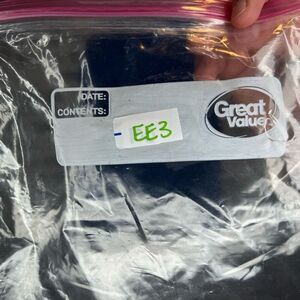 DATE:
CONTENTS:
EE3
Great
Value